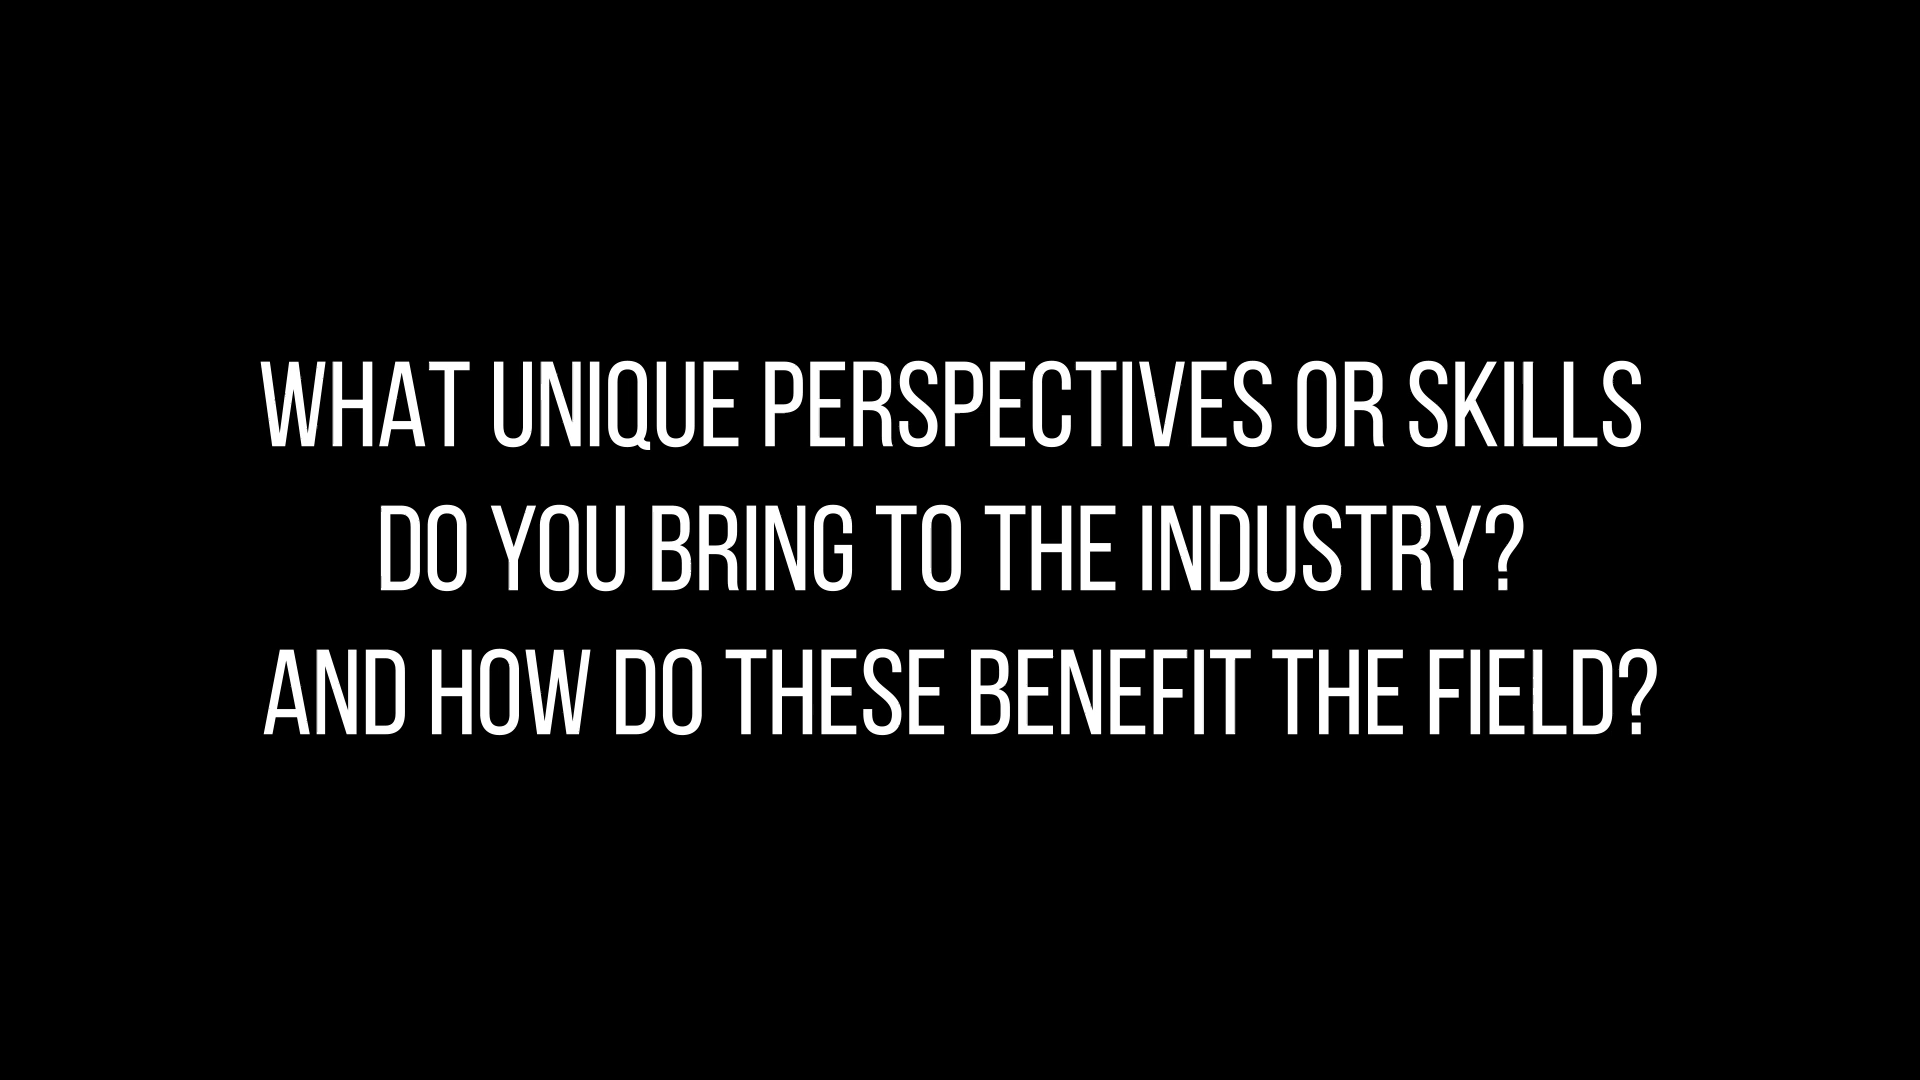 WHAT UNIQUE PERSPECTIVES OR SKILLS
DO YOU BRING TO THE INDUSTRY?
AND HOW DO THESE BENEFIT THE FIELD?